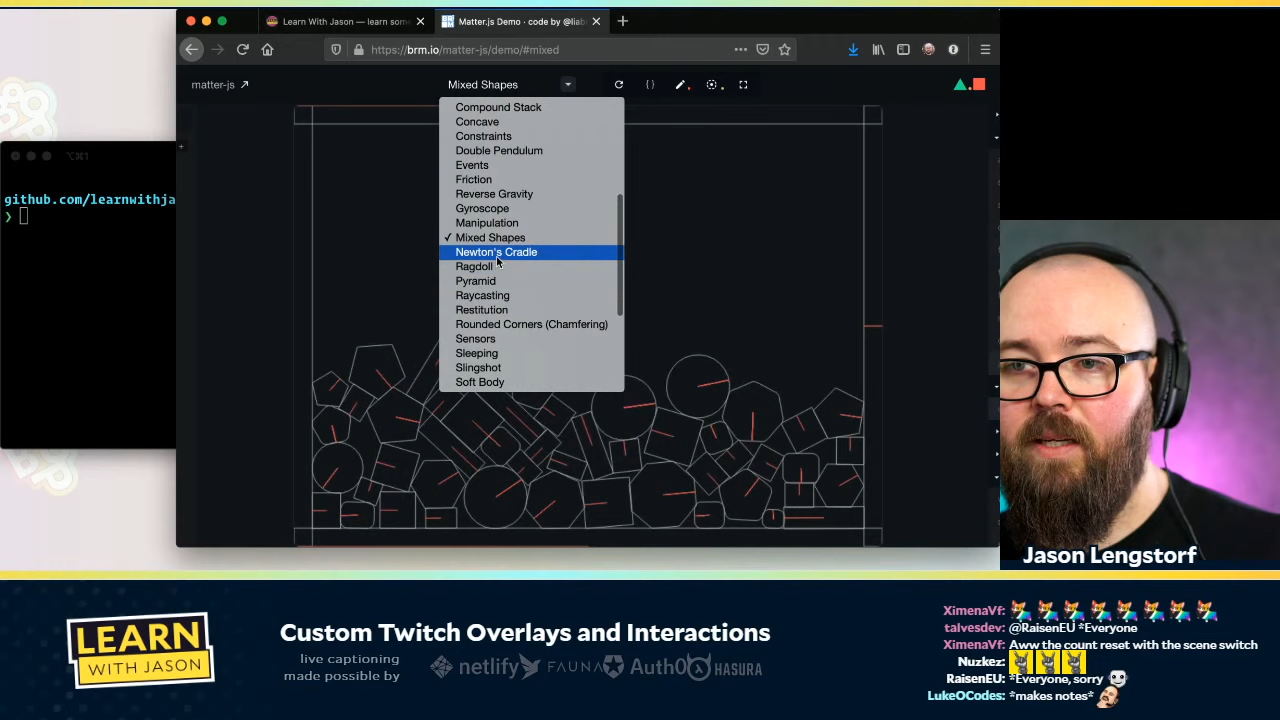 Learn With Jason — learn som
Matter.js Demo · code by @liab
https://brm.io/matter-js/demo/#mixed
matter-js
Mixed Shapes
{ }
Compound Stack
Concave
Constraints
Double Pendulum
Events
Friction
Reverse Gravity
Gyroscope
Manipulation
✓ Mixed Shapes
Newton's Cradle
Ragdoll
Pyramid
Raycasting
Restitution
Rounded Corners (Chamfering)
Sensors
Sleeping
Slingshot
Soft Body
⌥⌘1
github.com/learnwithja
❯
Jason Lengstorf
LEARN
WITH JASON
Custom Twitch Overlays and Interactions
live captioning
made possible by
netlify
FAUNA
Auth0
HASURA
XimenaVf:
talvesdev: @RaisenEU *Everyone
XimenaVf: Aww the count reset with the scene switch
Nuzkez:
RaisenEU: *Everyone, sorry
LukeOCodes: *makes notes*